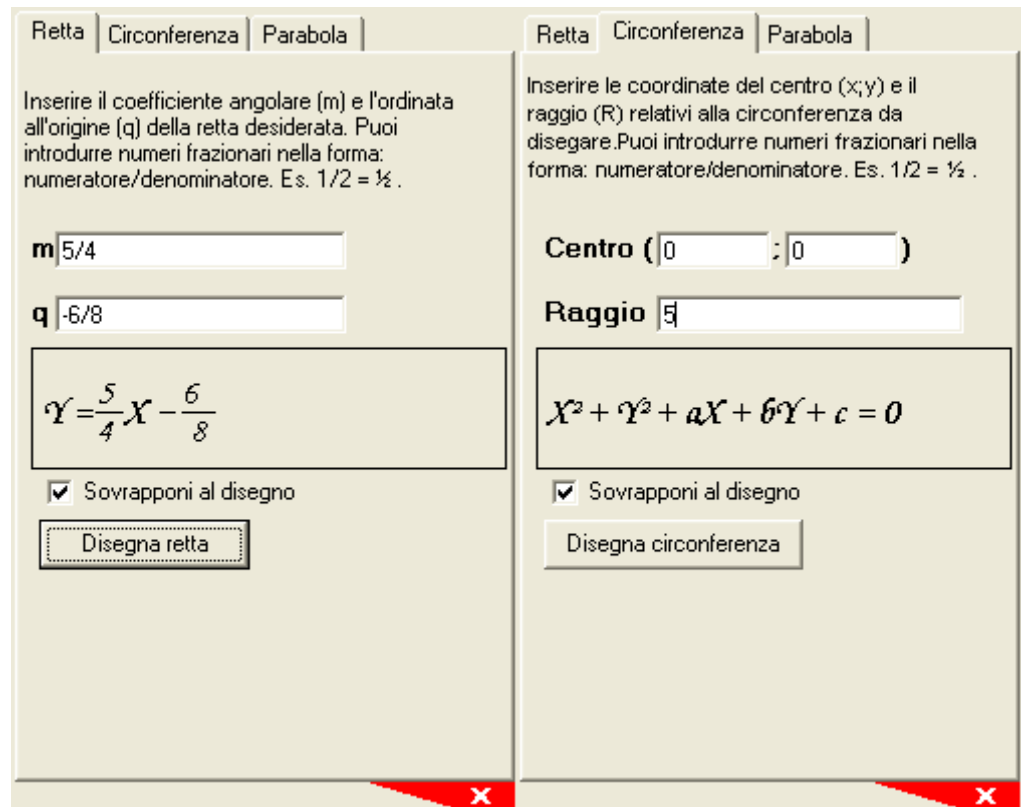 Retta Circonferenza Parabola
Inserire il coefficiente angolare (m) e l'ordinata
all'origine (q) della retta desiderata. Puoi
introdurre numeri frazionari nella forma:
numeratore/denominatore. Es. 1/2 = ½ .
m 5/4
q -6/8
Y = 5/4 X − 6/8
Sovrapponi al disegno
Disegna retta
X
Retta Circonferenza Parabola
Inserire le coordinate del centro (x;y) e il
raggio (R) relativi alla circonferenza da
disegare.Puoi introdurre numeri frazionari nella
forma: numeratore/denominatore. Es. 1/2 = ½ .
Centro ( 0 ; 0 )
Raggio 5
X² + Y² + aX + bY + c = 0
Sovrapponi al disegno
Disegna circonferenza
X